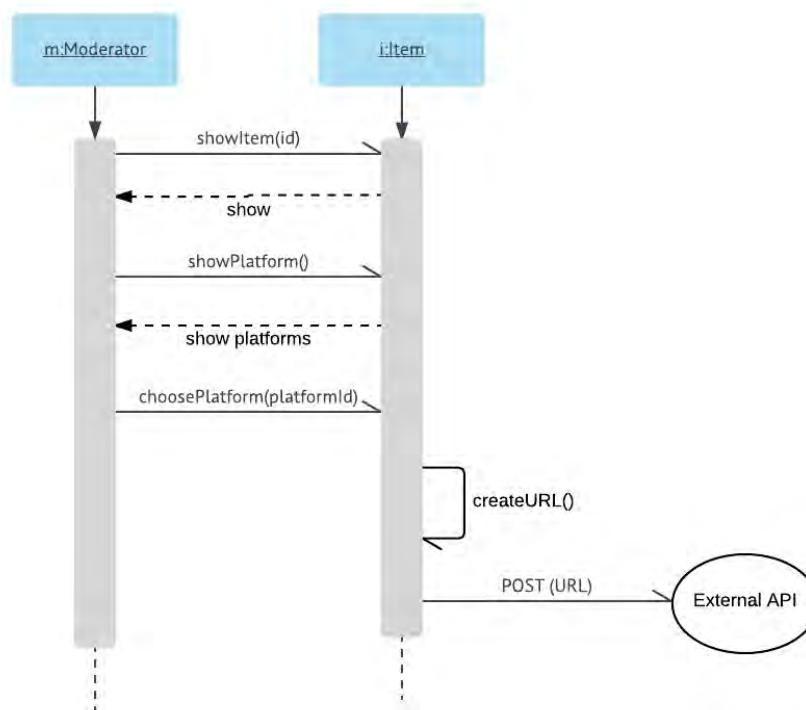 m:Moderator
i:Item
showItem(id)
show
showPlatform()
show platforms
choosePlatform(platformId)
createURL()
POST (URL)
External API